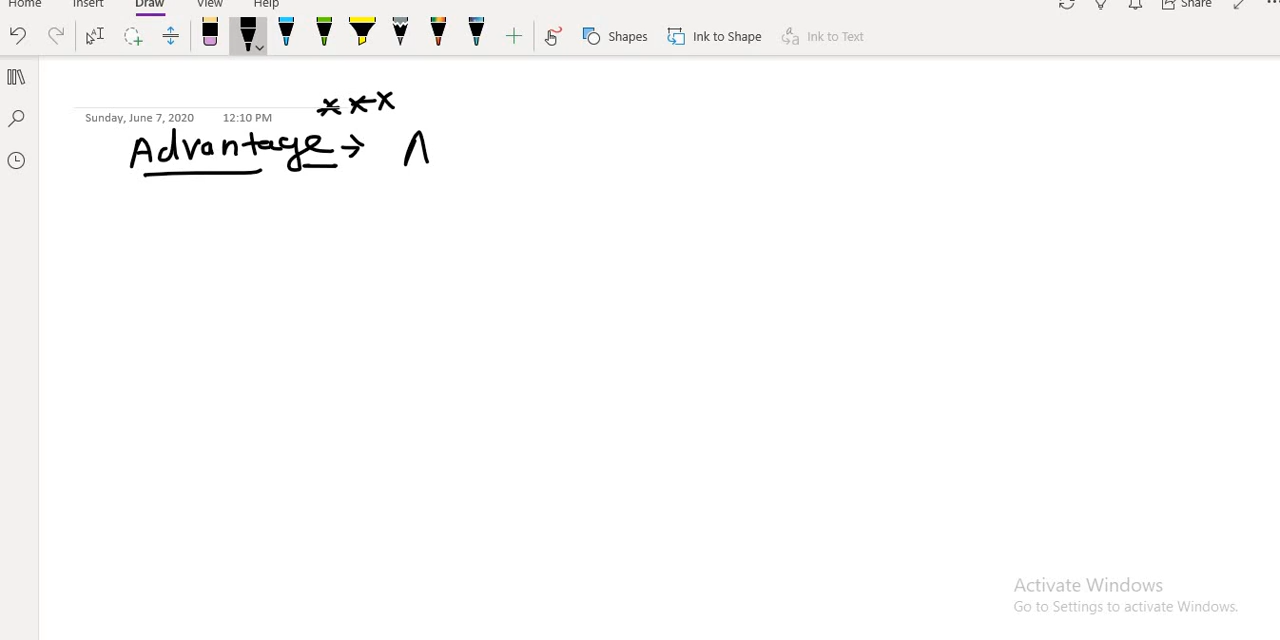 Home Insert Draw View Help Share
Shapes Ink to Shape Ink to Text
Sunday, June 7, 2020 12:10 PM
Advantage →
Activate Windows
Go to Settings to activate Windows.